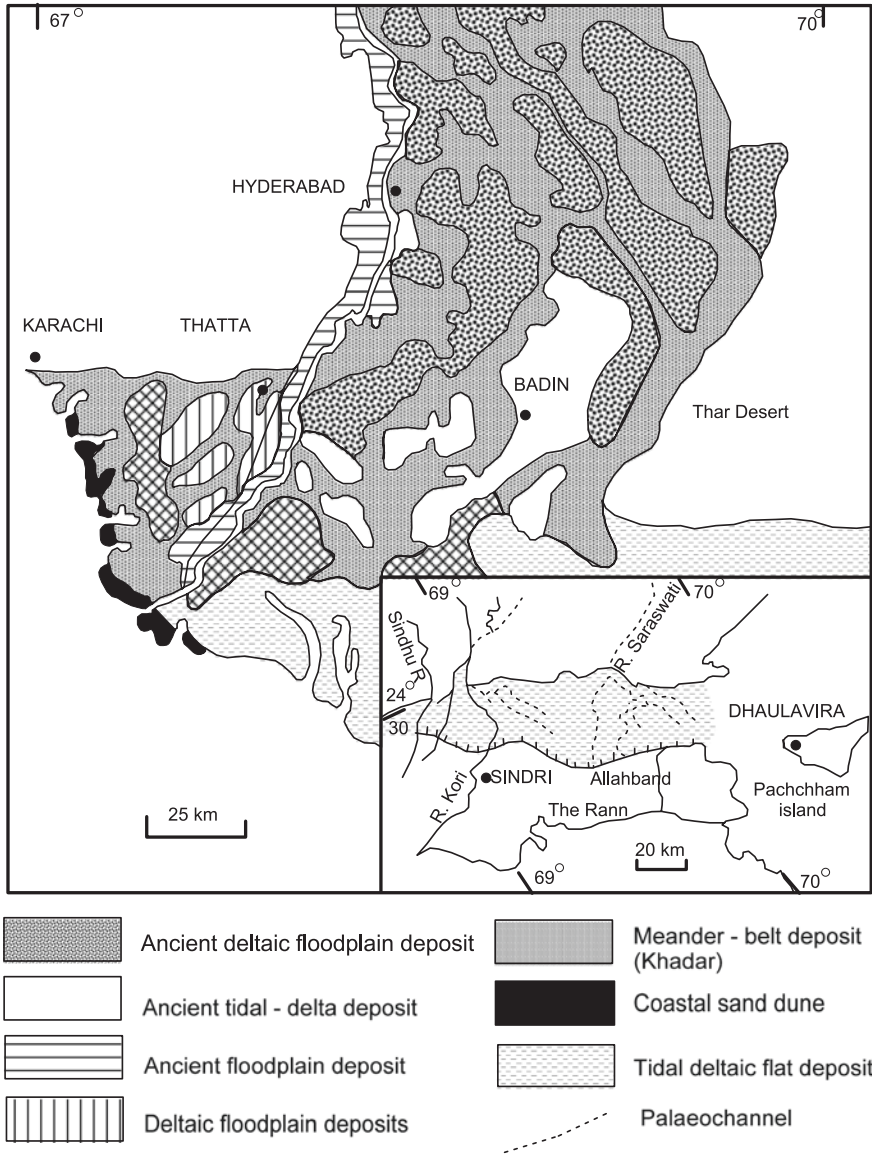 67°
70°
HYDERABAD
KARACHI
THATTA
BADIN
Thar Desert
25 km
69°
70°
Sindhu R
R. Saraswati
24°
30
DHAULAVIRA
R. Kori
SINDRI
Allahband
Pachchham
island
The Rann
20 km
69°
70°
Ancient deltaic floodplain deposit
Ancient tidal - delta deposit
Ancient floodplain deposit
Deltaic floodplain deposits
Meander - belt deposit
(Khadar)
Coastal sand dune
Tidal deltaic flat deposit
Palaeochannel